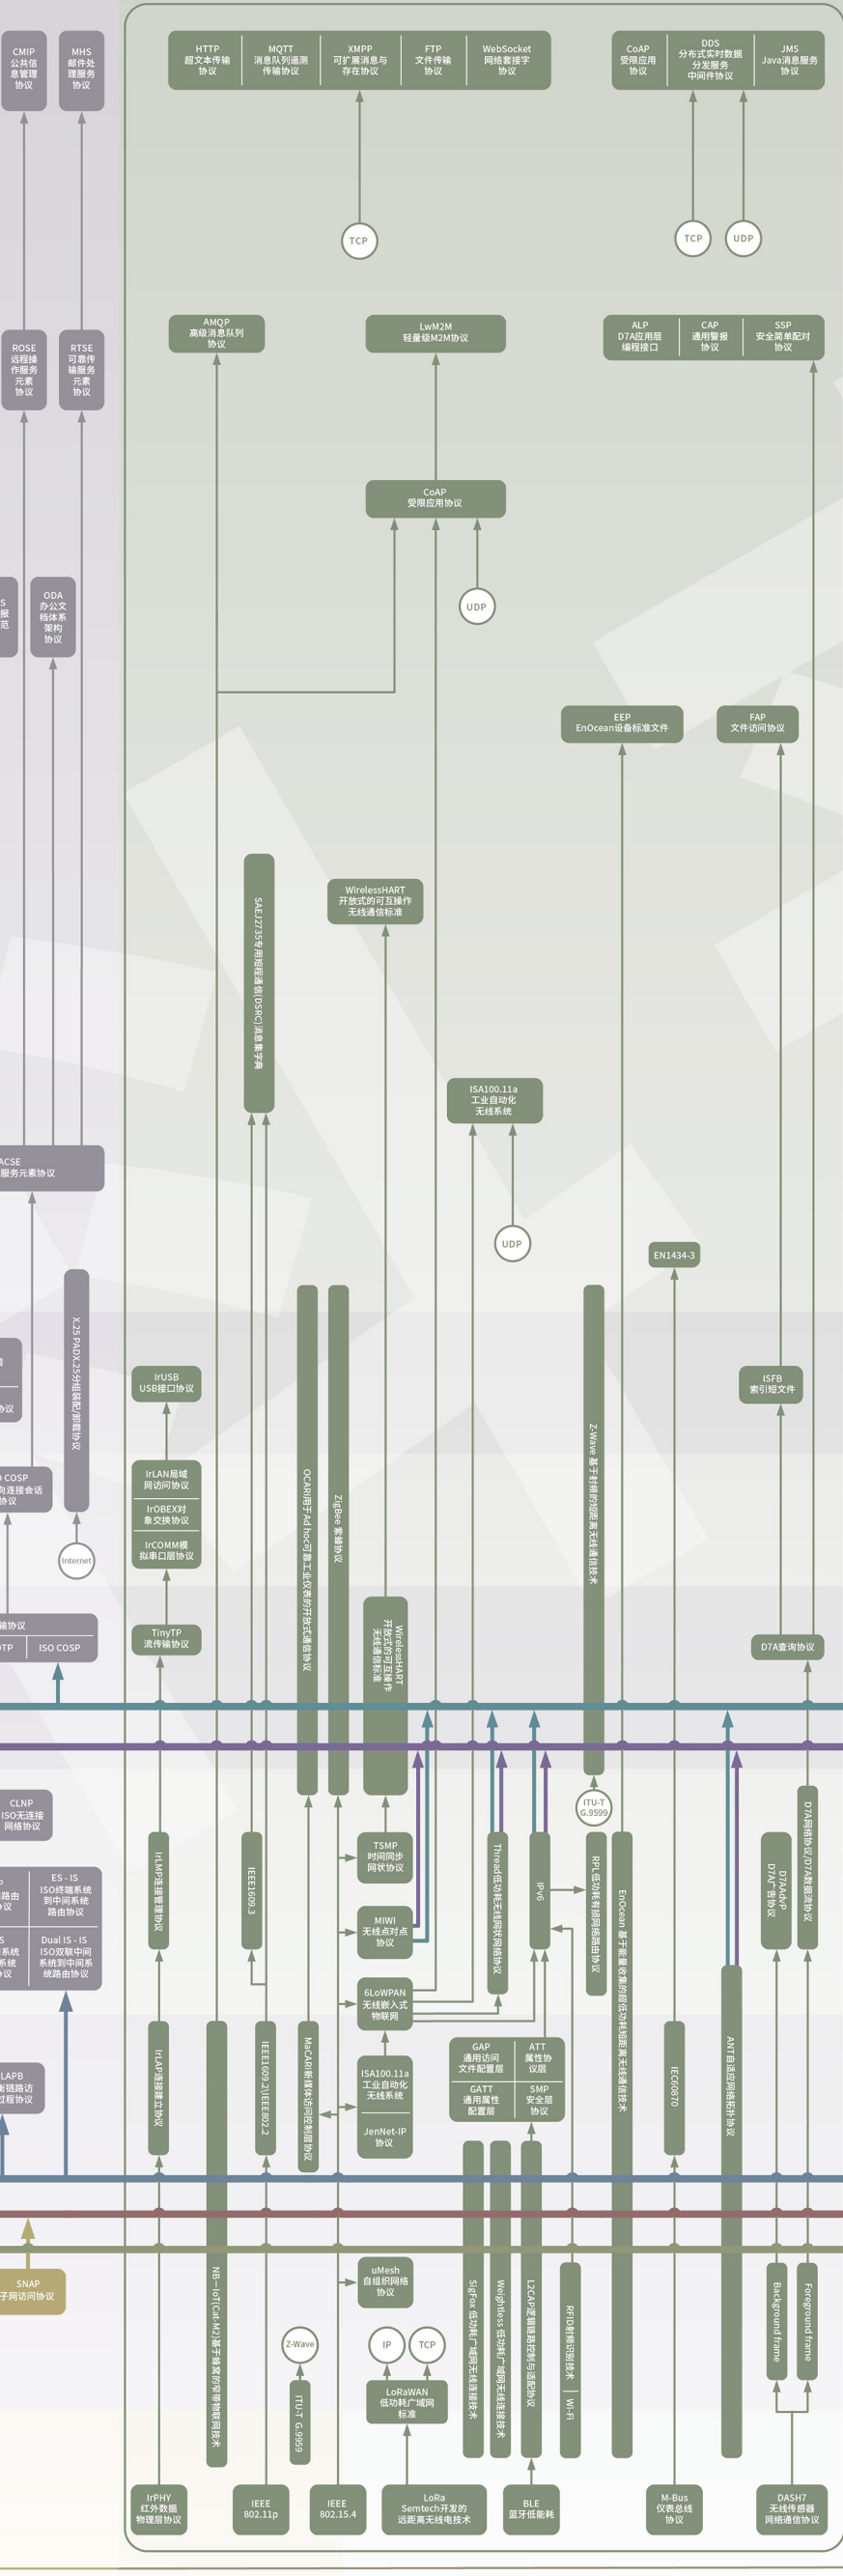 CMIP
公共信
息管理
协议
MHS
邮件处
理服务
协议
HTTP
超文本传输
协议
MQTT
消息队列遥测
传输协议
XMPP
可扩展消息与
存在协议
FTP
文件传输
协议
WebSocket
网络套接字
协议
CoAP
受限应用
协议
DDS
分布式实时数据
分发服务
中间件协议
JMS
Java消息服务
协议
TCP
TCP
UDP
ROSE
远程操
作服务
元素
协议
RTSE
可靠传
输服务
元素
协议
AMQP
高级消息队列
协议
LwM2M
轻量级M2M协议
ALP
D7A应用层
编程接口
CAP
通用警报
协议
SSP
安全简单配对
协议
CoAP
受限应用协议
UDP
S
报
范
ODA
办公文
档体系
架构
协议
EEP
EnOcean设备标准文件
FAP
文件访问协议
SAEJ2735专用短程通信(DSRC)消息集字典
WirelessHART
开放式的可互操作
无线通信标准
ISA100.11a
工业自动化
无线系统
UDP
ACSE
服务元素协议
EN1434-3
X.25 PADX.25分组装配/卸载协议
协议
IrUSB
USB接口协议
ISFB
索引短文件
OCARI用于Ad hoc可靠工业仪表的开放式通信协议
ZigBee 紫蜂协议
Z-Wave 基于射频的短距离无线通信技术
O COSP
向连接会话
协议
IrLAN局域
网访问协议
IrOBEX对
象交换协议
IrCOMM模
拟串口层协议
Internet
输协议
OTP
ISO COSP
TinyTP
流传输协议
WirelessHART
开放式的可互操作
无线通信标准
D7A查询协议
CLNP
ISO无连接
网络协议
ITU-T
G.9599
IrLMP连接管理协议
IEEE1609.3
TSMP
时间同步
网状协议
Thread低功耗无线网状网络协议
IPv6
RPL低功耗有损网络路由协议
EnOcean 基于能量收集的超低功耗短距离无线通信技术
D7AAdvP
D7A广告协议
D7A网络协议/D7A数据流协议
路由
协议
ES - IS
ISO终端系统
到中间系统
路由协议
S
系统
系统
协议
Dual IS - IS
ISO双联中间
系统到中间系
统路由协议
MIWI
无线点对点
协议
6LoWPAN
无线嵌入式
物联网
LAPB
衡链路访
过程协议
IrLAP连接建立协议
IEEE1609.2\IEEE802.2
MaCARI新媒体访问控制层协议
ISA100.11a
工业自动化
无线系统
JenNet-IP
协议
GAP
通用访问
文件配置层
ATT
属性协
议层
GATT
通用属性
配置层
SMP
安全层
协议
IEC60870
ANT自适应网络拓扑协议
SNAP
子网访问协议
NB—IoT(Cat-M2)基于蜂窝的窄带物联网技术
uMesh
自组织网络
协议
SigFox 低功耗广域网无线连接技术
Weightless 低功耗广域网无线连接技术
L2CAP逻辑链路控制与适配协议
RFID射频识别技术
Wi-Fi
Background frame
Foreground frame
Z-Wave
IP
TCP
ITU-T G.9959
LoRaWAN
低功耗广域网
标准
IrPHY
红外数据
物理层协议
IEEE
802.11p
IEEE
802.15.4
LoRa
Semtech开发的
远距离无线电技术
BLE
蓝牙低能耗
M-Bus
仪表总线
协议
DASH7
无线传感器
网络通信协议